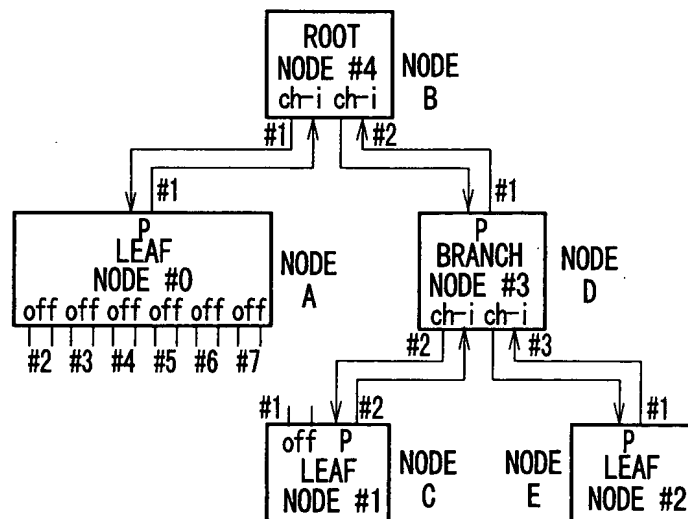 ROOT
NODE #4
ch-i ch-i
NODE
B
#1
#2
#1
#1
P
LEAF
NODE #0
off off off off off off
#2 #3 #4 #5 #6 #7
NODE
A
P
BRANCH
NODE #3
ch-i ch-i
NODE
D
#2
#3
#1
#2
#1
off P
LEAF
NODE #1
NODE
C
NODE
E
P
LEAF
NODE #2